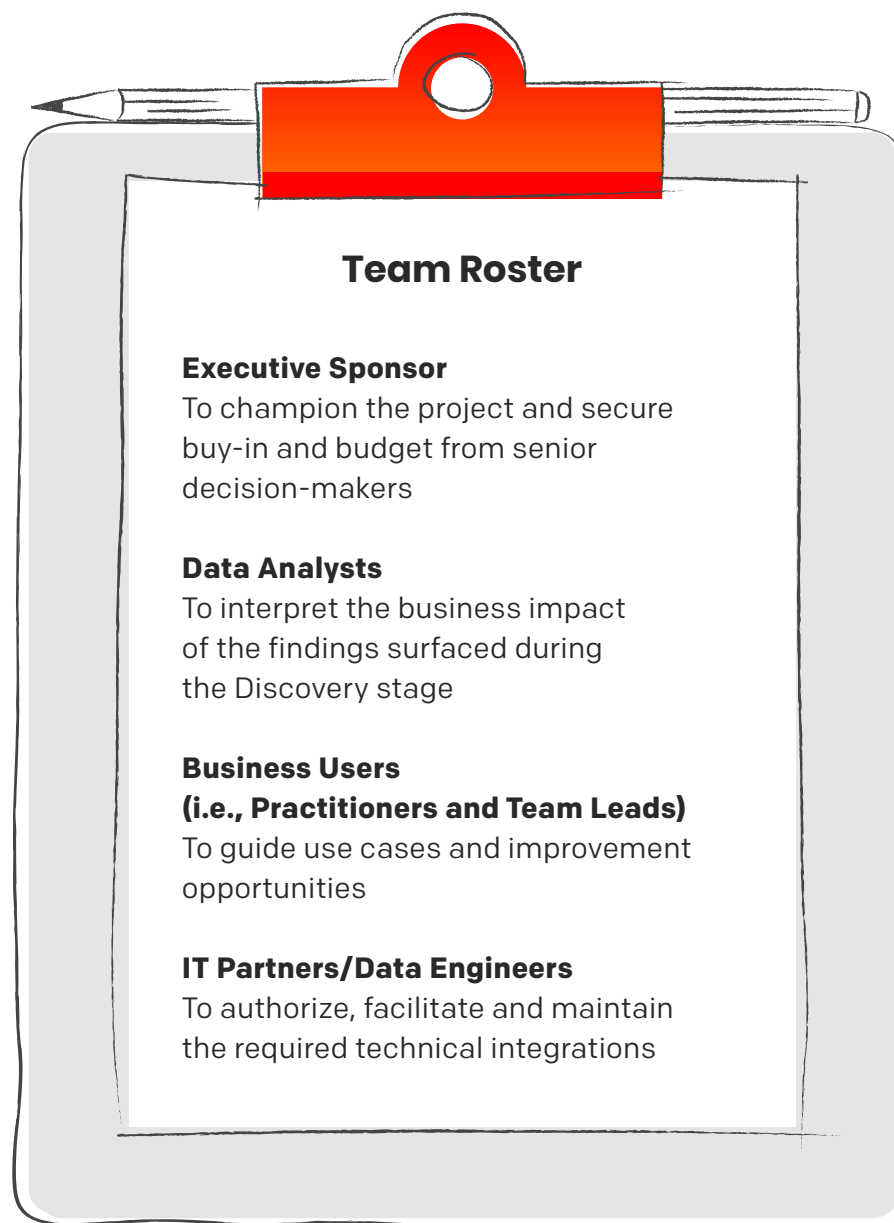 Team Roster
Executive Sponsor
To champion the project and secure
buy-in and budget from senior
decision-makers
Data Analysts
To interpret the business impact
of the findings surfaced during
the Discovery stage
Business Users
(i.e., Practitioners and Team Leads)
To guide use cases and improvement
opportunities
IT Partners/Data Engineers
To authorize, facilitate and maintain
the required technical integrations